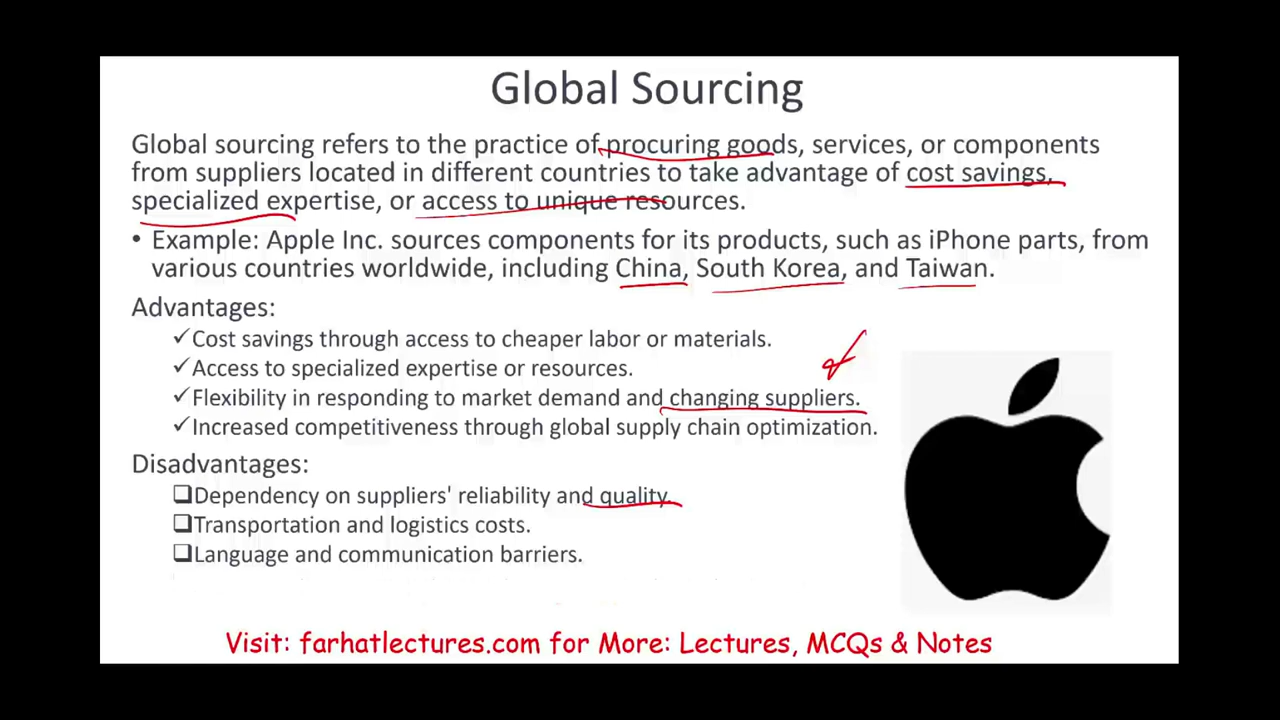 Global Sourcing
Global sourcing refers to the practice of procuring goods, services, or components
from suppliers located in different countries to take advantage of cost savings,
specialized expertise, or access to unique resources.
• Example: Apple Inc. sources components for its products, such as iPhone parts, from
various countries worldwide, including China, South Korea, and Taiwan.
Advantages:
✓Cost savings through access to cheaper labor or materials.
✓Access to specialized expertise or resources.
✓Flexibility in responding to market demand and changing suppliers.
✓Increased competitiveness through global supply chain optimization.
Disadvantages:
❑Dependency on suppliers' reliability and quality.
❑Transportation and logistics costs.
❑Language and communication barriers.
Visit: farhatlectures.com for More: Lectures, MCQs & Notes